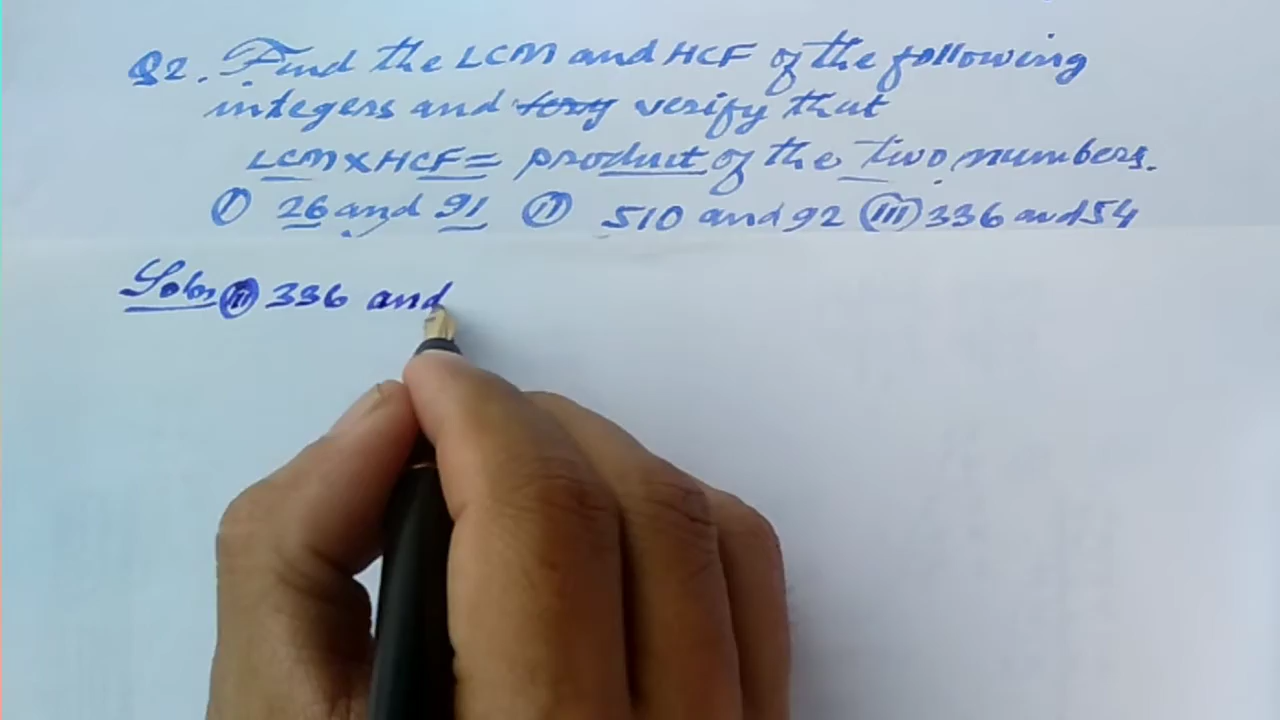 Q2. Find the LCM and HCF of the following
integers and verify that
LCM x HCF = product of the two numbers.
(I) 26 and 91 (II) 510 and 92 (III) 336 and 54
Soln (III) 336 and